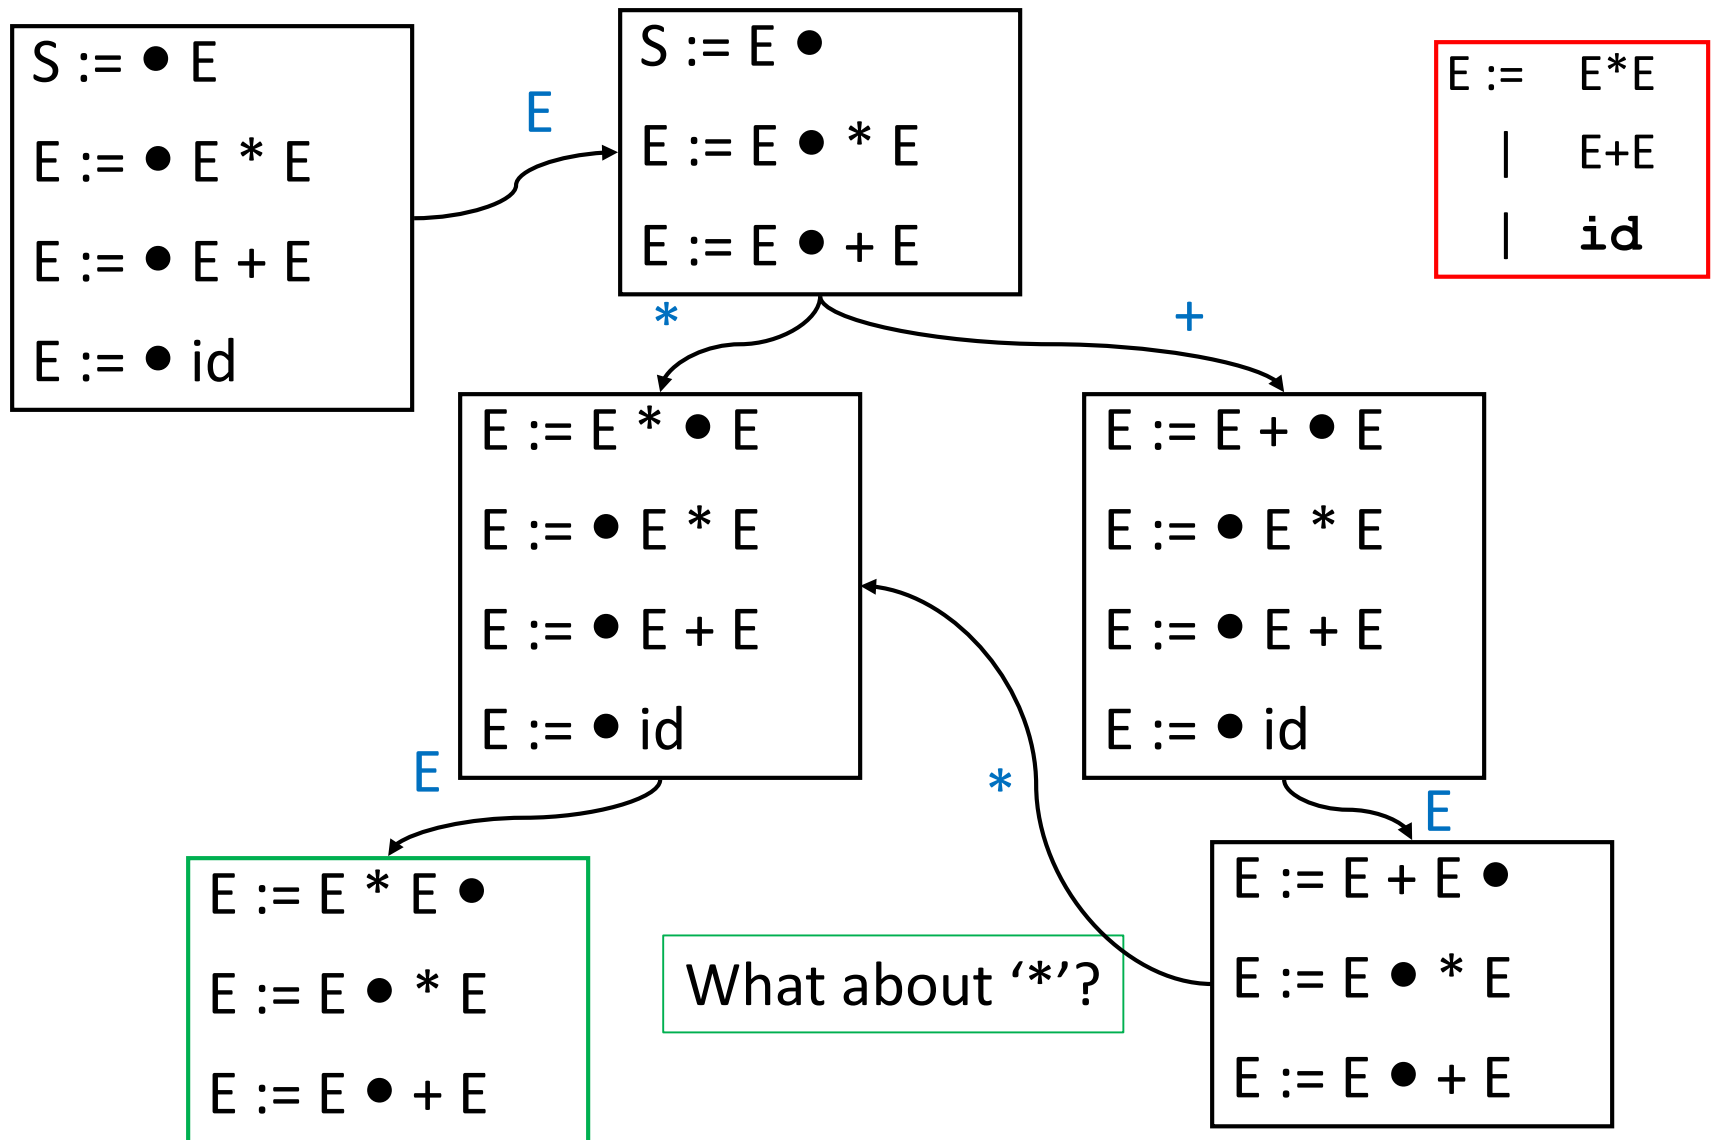 S := ● E
E := ● E * E
E := ● E + E
E := ● id
E
S := E ●
E := E ● * E
E := E ● + E
E := E*E
| E+E
| id
*
+
E := E * ● E
E := ● E * E
E := ● E + E
E := ● id
E := E + ● E
E := ● E * E
E := ● E + E
E := ● id
E
*
E
E := E * E ●
E := E ● * E
E := E ● + E
What about ‘*’?
E := E + E ●
E := E ● * E
E := E ● + E